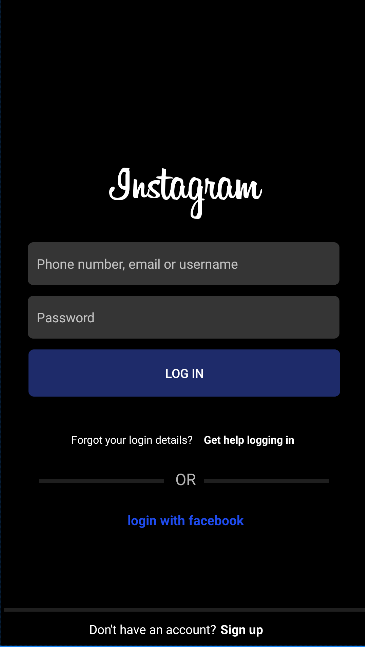 Instagram
Phone number, email or username
Password
LOG IN
Forgot your login details? Get help logging in
OR
login with facebook
Don't have an account? Sign up